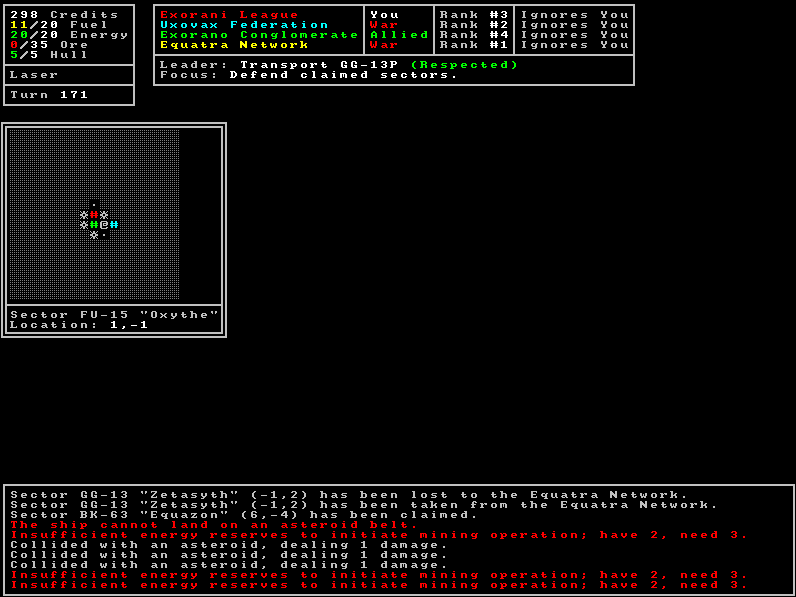 298 Credits
11/20 Fuel
20/20 Energy
0/35 Ore
5/5 Hull
Laser
Turn 171
Exorani League You Rank #3 Ignores You
Uxovax Federation War Rank #2 Ignores You
Exorano Conglomerate Allied Rank #4 Ignores You
Equatra Network War Rank #1 Ignores You
Leader: Transport GG-13P (Respected)
Focus: Defend claimed sectors.
.
☼#☼
☼#@#
☼.
Sector FU-15 "Oxythe"
Location: 1,-1
Sector GG-13 "Zetasyth" (-1,2) has been lost to the Equatra Network.
Sector GG-13 "Zetasyth" (-1,2) has been taken from the Equatra Network.
Sector BK-63 "Equazon" (6,-4) has been claimed.
The ship cannot land on an asteroid belt.
Insufficient energy reserves to initiate mining operation; have 2, need 3.
Collided with an asteroid, dealing 1 damage.
Collided with an asteroid, dealing 1 damage.
Collided with an asteroid, dealing 1 damage.
Insufficient energy reserves to initiate mining operation; have 2, need 3.
Insufficient energy reserves to initiate mining operation; have 2, need 3.